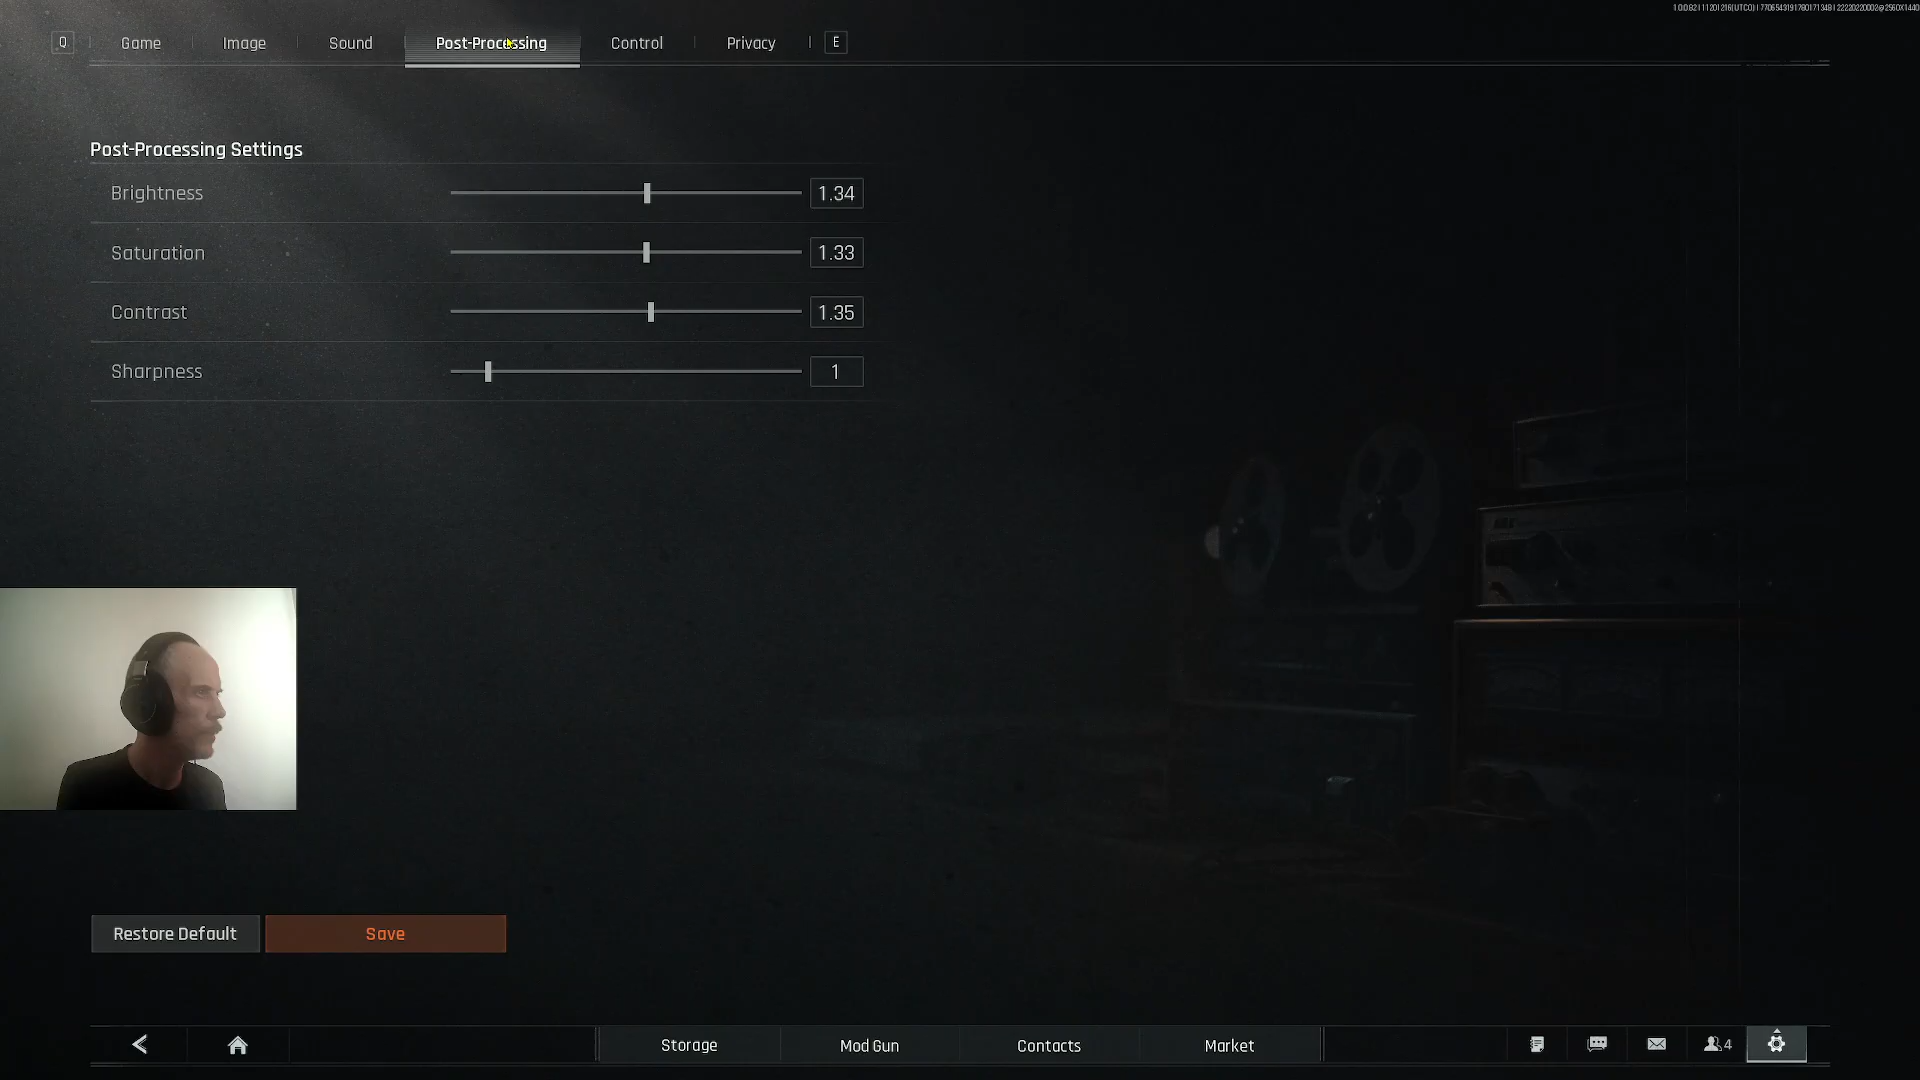 Q Game Image Sound Post-Processing Control Privacy E
Post-Processing Settings
Brightness 1.34
Saturation 1.33
Contrast 1.35
Sharpness 1
Restore Default Save
Storage Mod Gun Contacts Market 4